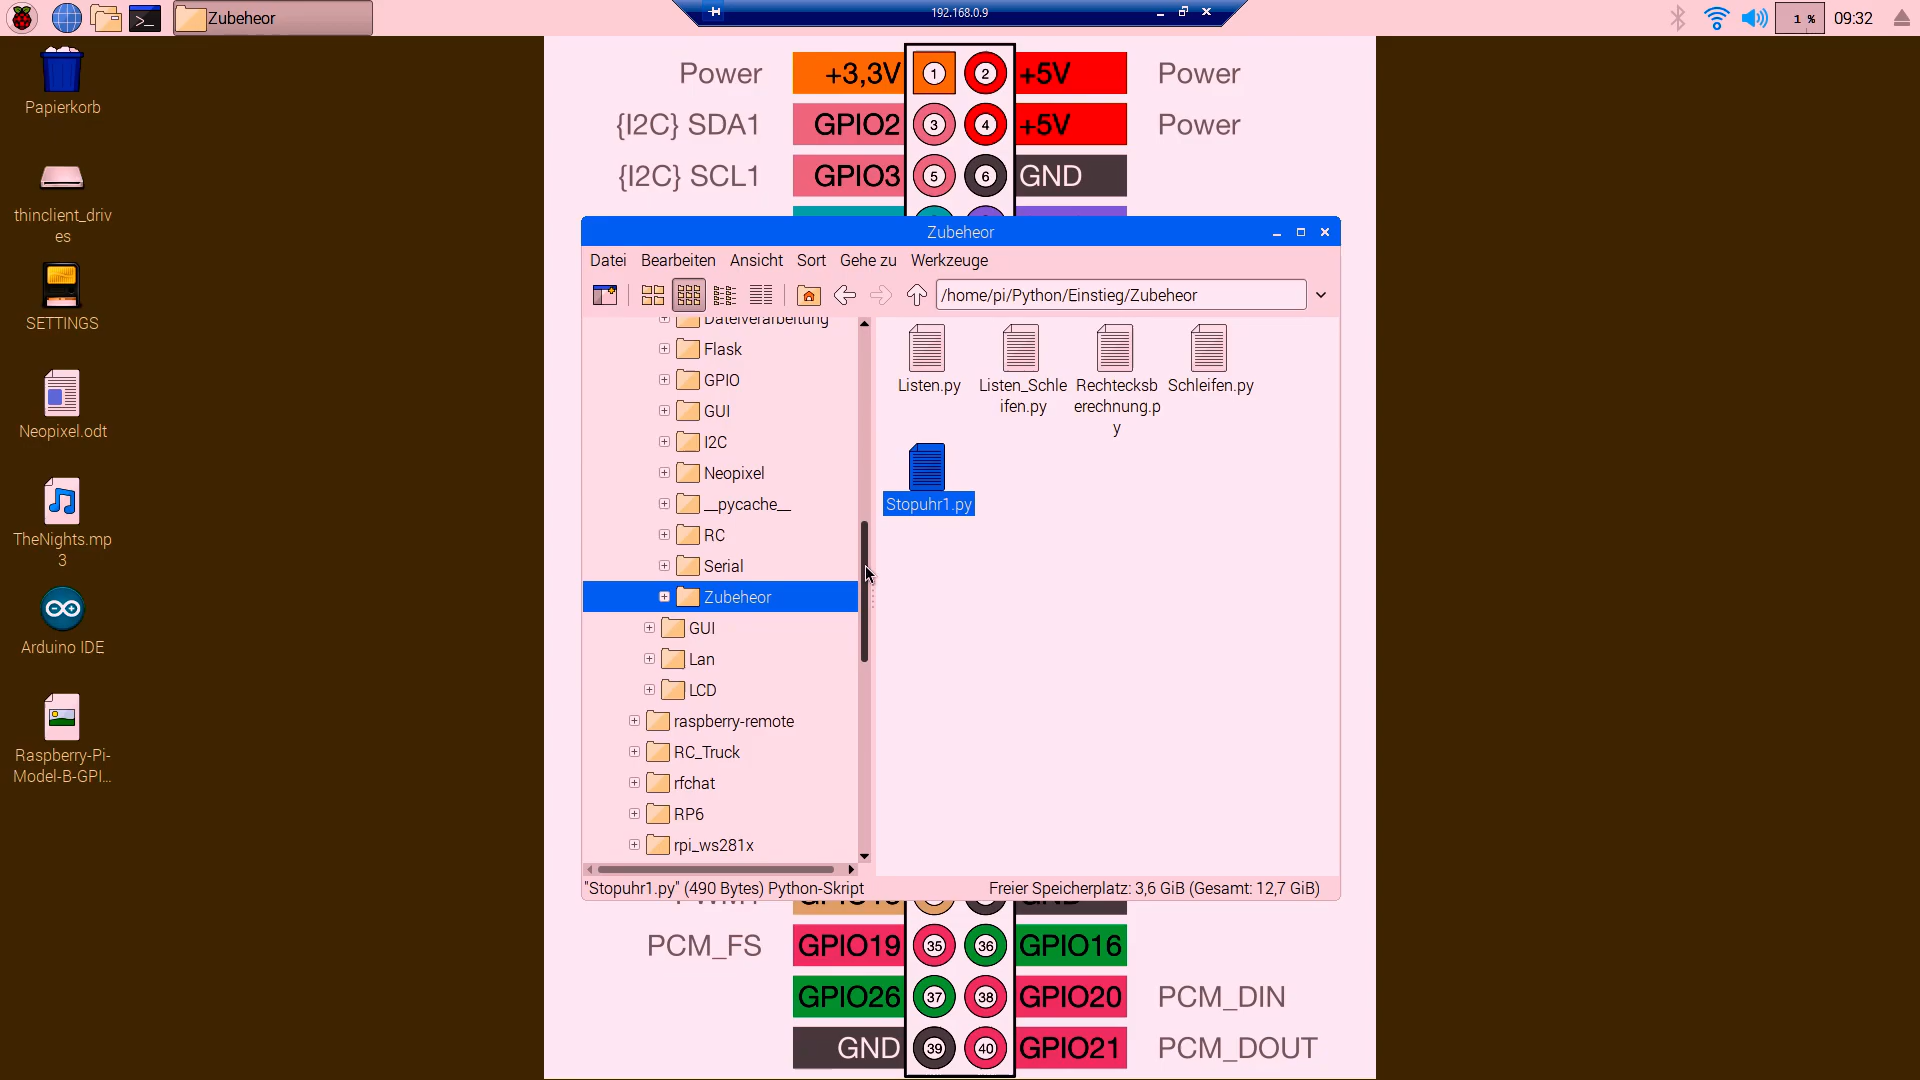 Zubeheor
192.168.0.9
1 %
09:32
Papierkorb
thinclient_driv
es
SETTINGS
Neopixel.odt
TheNights.mp
3
Arduino IDE
Raspberry-Pi-
Model-B-GPI...
Power +3,3V 1 2 +5V Power
{I2C} SDA1 GPIO2 3 4 +5V Power
{I2C} SCL1 GPIO3 5 6 GND
Zubeheor
Datei Bearbeiten Ansicht Sort Gehe zu Werkzeuge
/home/pi/Python/Einstieg/Zubeheor
Dateiverarbeitung
Flask
GPIO
GUI
I2C
Neopixel
__pycache__
RC
Serial
Zubeheor
GUI
Lan
LCD
raspberry-remote
RC_Truck
rfchat
RP6
rpi_ws281x
Listen.py
Listen_Schle
ifen.py
Rechtecksb
erechnung.p
y
Schleifen.py
Stopuhr1.py
"Stopuhr1.py" (490 Bytes) Python-Skript
Freier Speicherplatz: 3,6 GiB (Gesamt: 12,7 GiB)
PCM_FS GPIO19 35 36 GPIO16
GPIO26 37 38 GPIO20 PCM_DIN
GND 39 40 GPIO21 PCM_DOUT